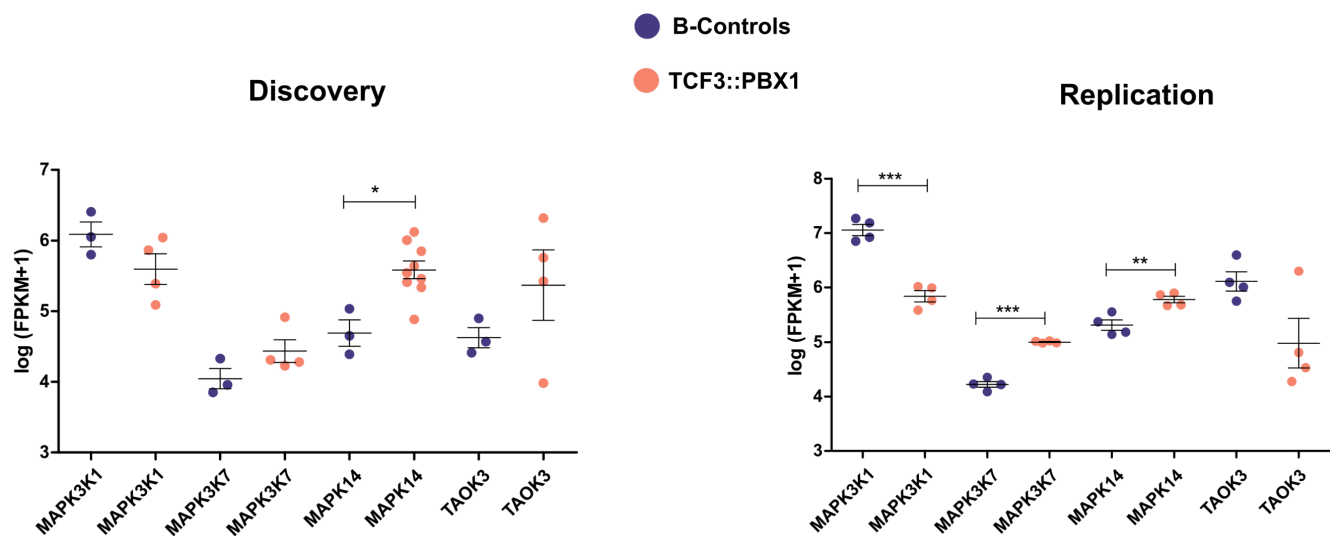 B-Controls
TCF3::PBX1
Discovery
Replication
log (FPKM+1)
7
6
5
4
3
*
MAPK3K1
MAPK3K1
MAPK3K7
MAPK3K7
MAPK14
MAPK14
TAOK3
TAOK3
log (FPKM+1)
8
7
6
5
4
3
***
***
**
MAPK3K1
MAPK3K1
MAPK3K7
MAPK3K7
MAPK14
MAPK14
TAOK3
TAOK3